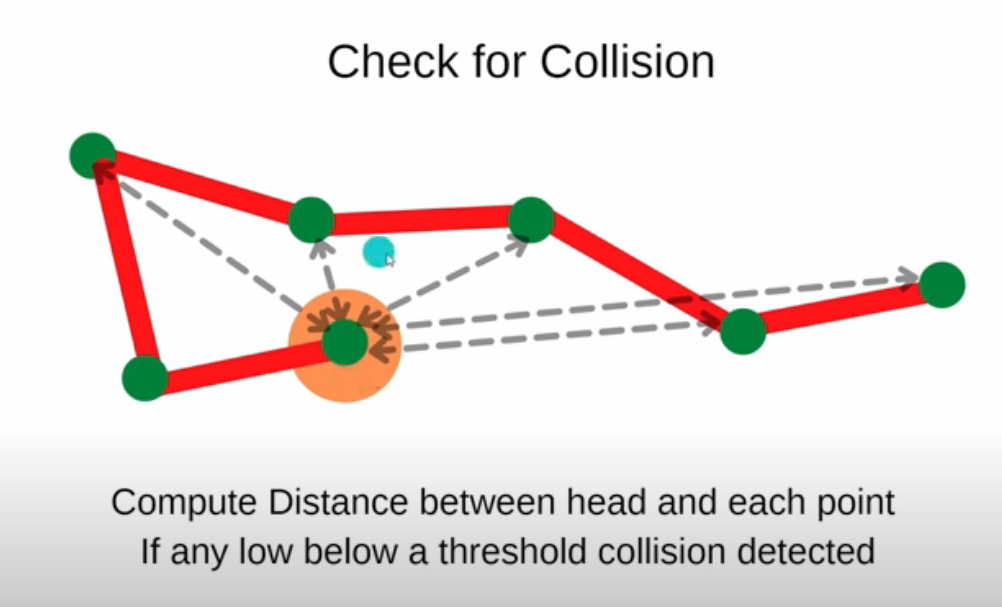 Check for Collision
Compute Distance between head and each point
If any low below a threshold collision detected